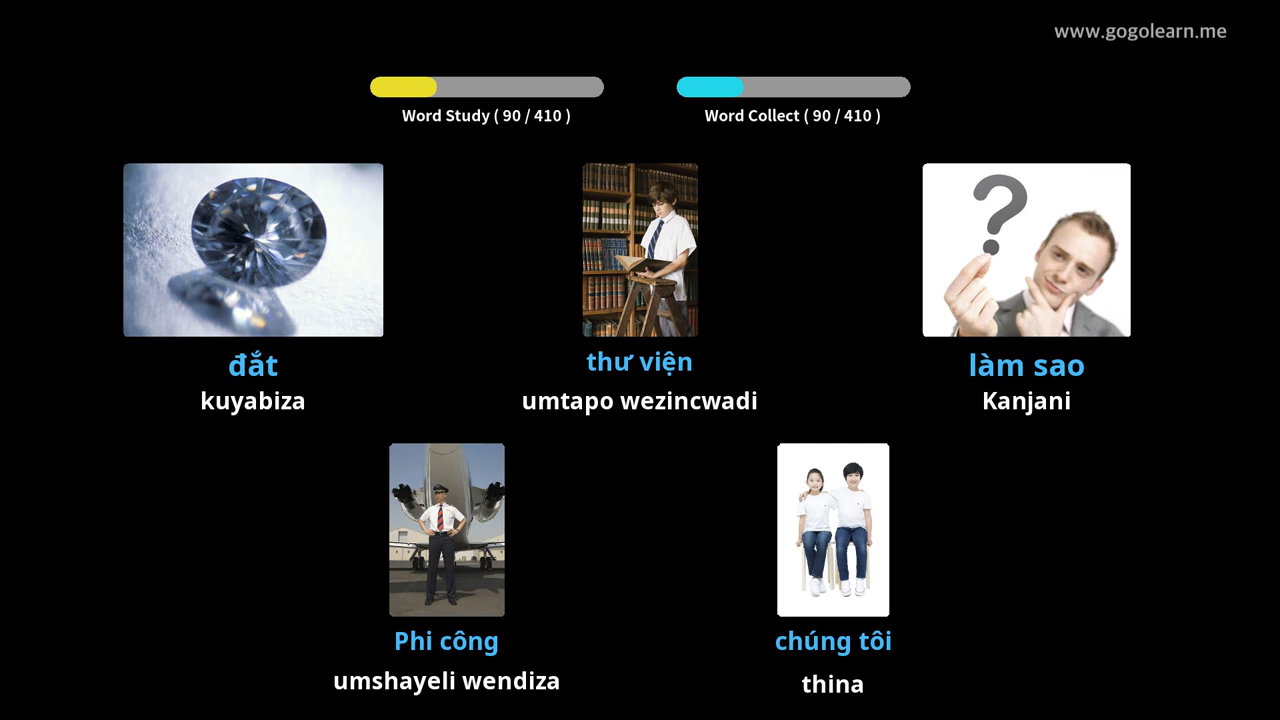 www.gogolearn.me
Word Study ( 90 / 410 )
Word Collect ( 90 / 410 )
đắt
kuyabiza
thư viện
umtapo wezincwadi
làm sao
Kanjani
Phi công
umshayeli wendiza
chúng tôi
thina